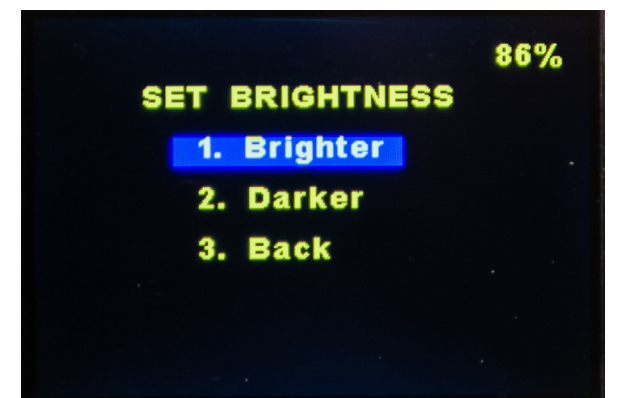 86%
SET BRIGHTNESS
1. Brighter
2. Darker
3. Back